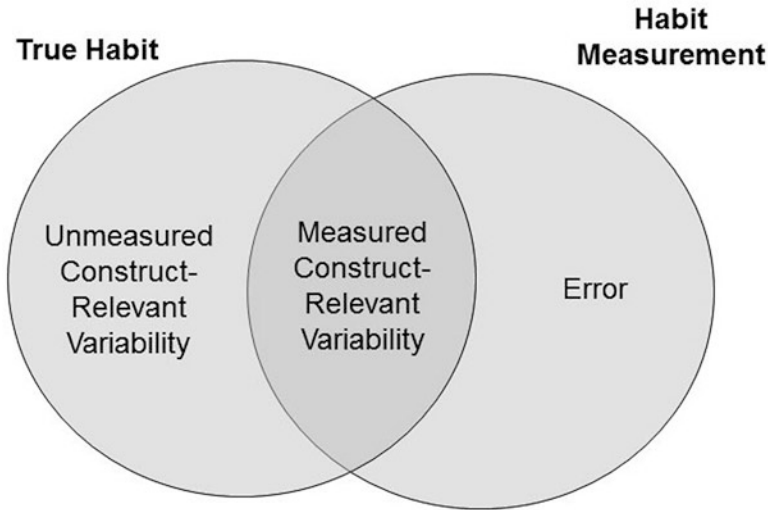 True Habit
Habit
Measurement
Unmeasured
Construct-
Relevant
Variability
Measured
Construct-
Relevant
Variability
Error